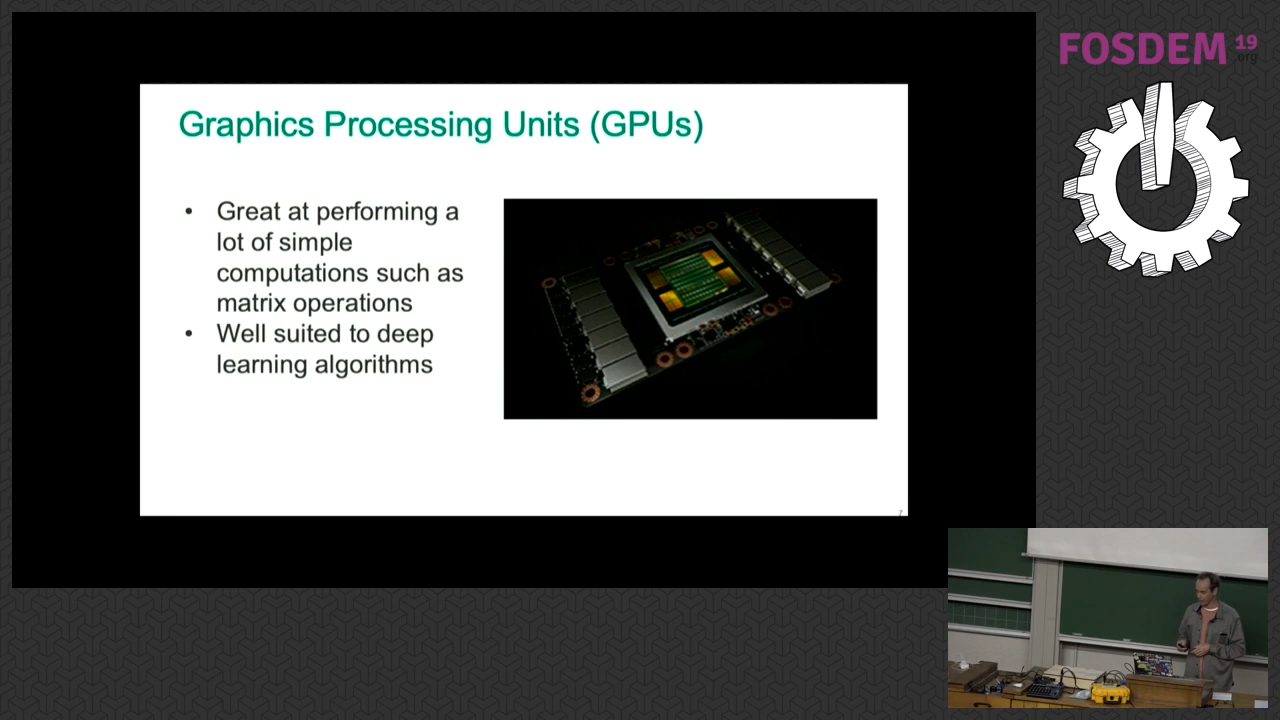 FOSDEM 19
.org
Graphics Processing Units (GPUs)
• Great at performing a
lot of simple
computations such as
matrix operations
• Well suited to deep
learning algorithms
7